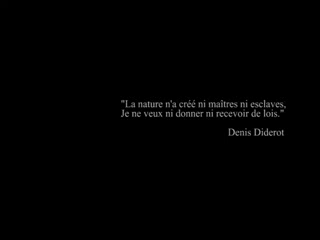 "La nature n'a créé ni maîtres ni esclaves,
Je ne veux ni donner ni recevoir de lois."
Denis Diderot